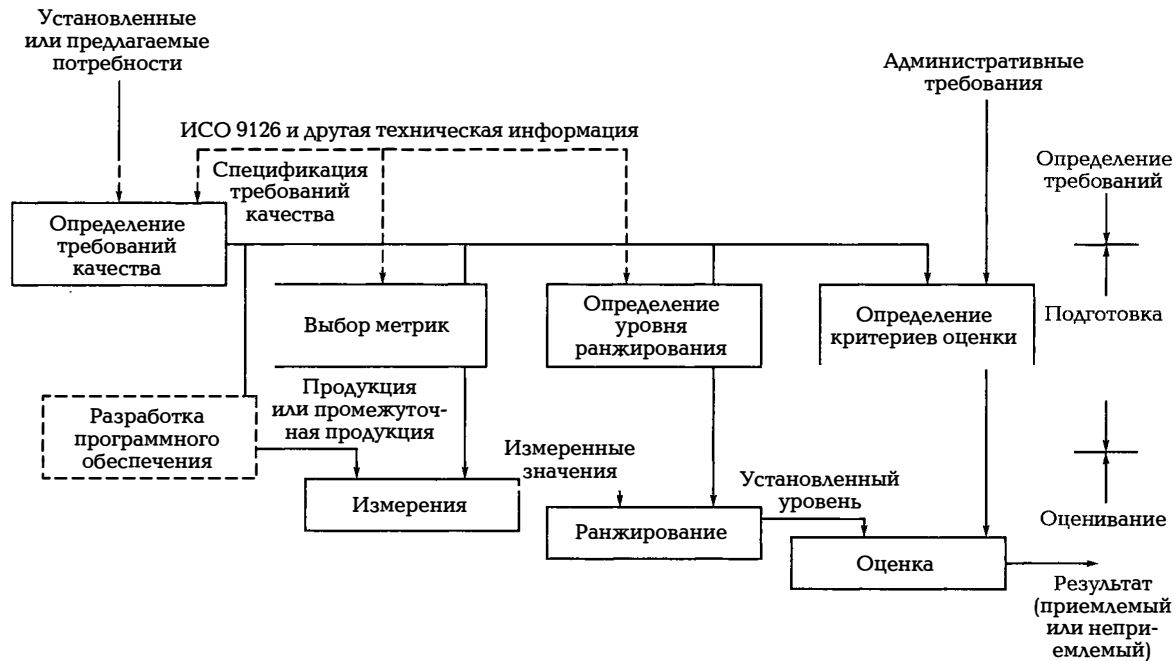 Установленные
или предлагаемые
потребности
Административные
требования
ИСО 9126 и другая техническая информация
Спецификация
требований
качества
Определение
требований
Определение
требований
качества
Выбор метрик
Определение
уровня
ранжирования
Определение
критериев оценки
Подготовка
Продукция
или промежуточ-
ная продукция
Разработка
программного
обеспечения
Измеренные
значения
Установленный
уровень
Измерения
Ранжирование
Оценивание
Оценка
Результат
(приемлемый
или неприе-
емлемый)